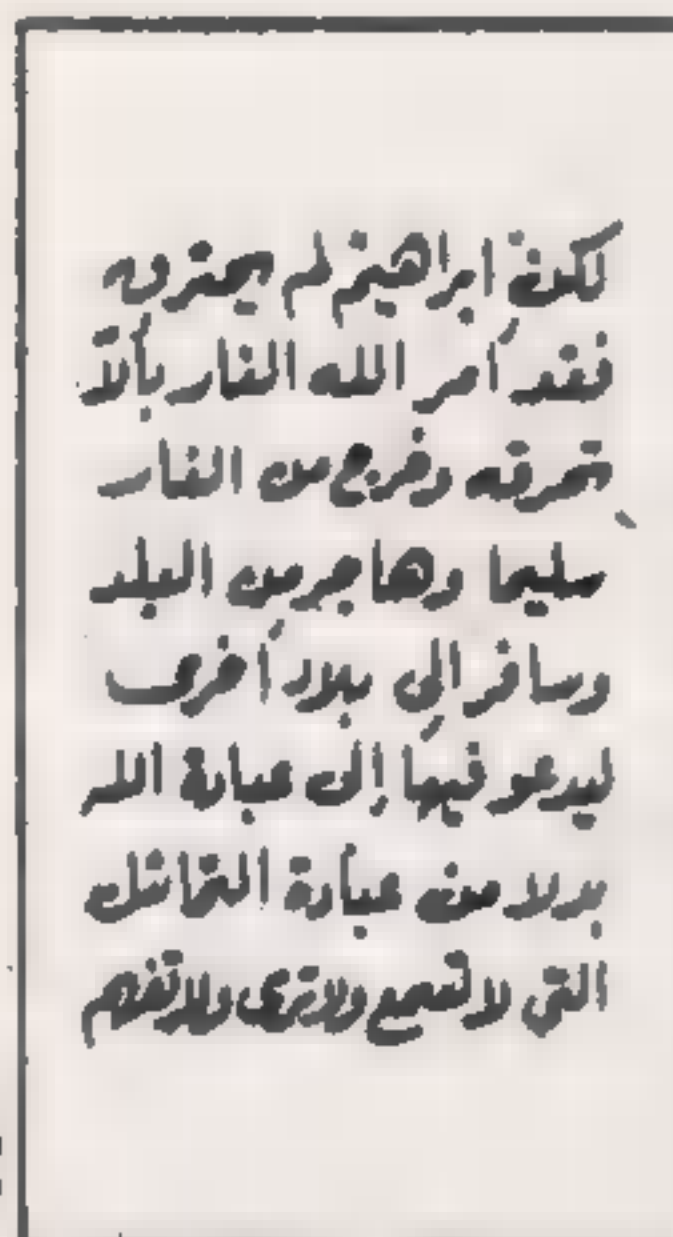 لكن ابراهيم لم يحترق
فقد أمر الله النار بألا
تحرقه وخرج من النار
سليما وهاجر من البلد
وسافر الى بلاد أخرى
ليدعو فيها إلى عبادة الله
بدلا من عبادة التماثيل
التي لا تسمع ولا ترى ولا تفهم